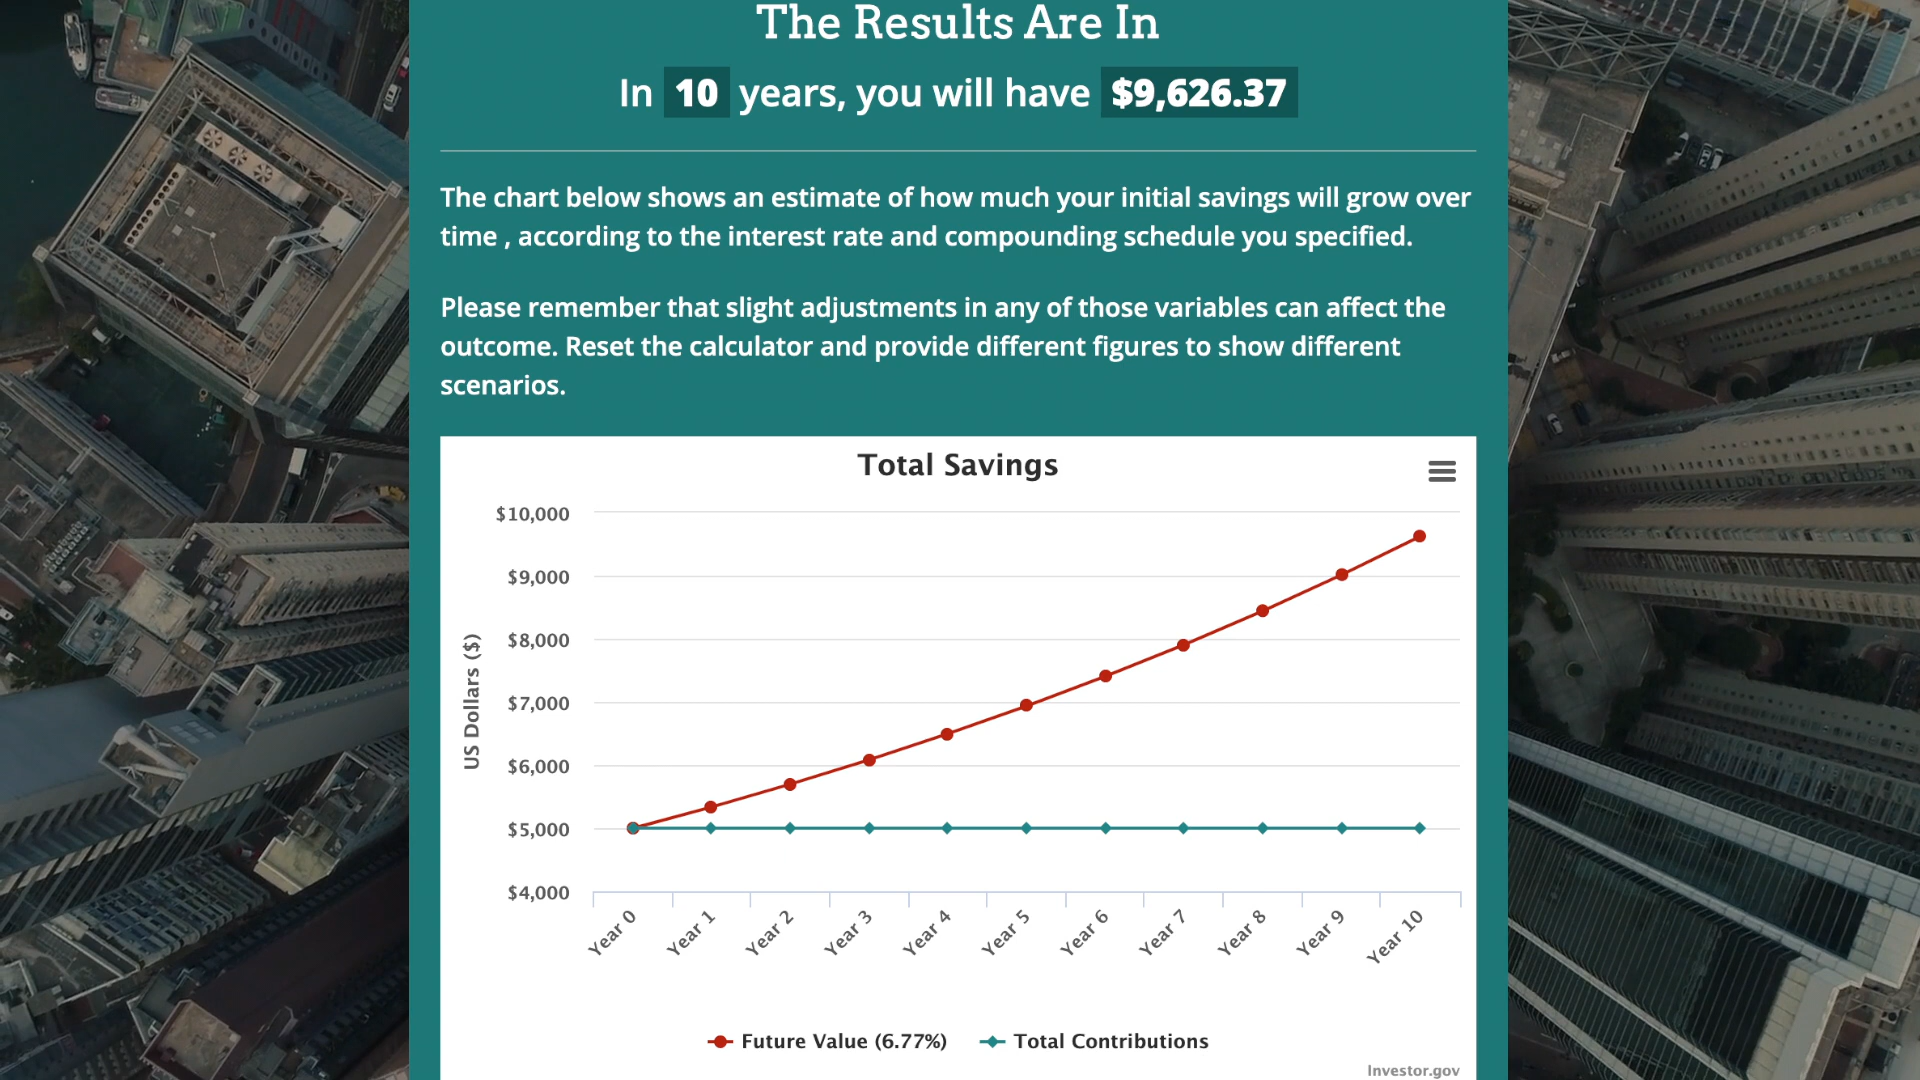 The Results Are In
In 10 years, you will have $9,626.37
The chart below shows an estimate of how much your initial savings will grow over
time , according to the interest rate and compounding schedule you specified.
Please remember that slight adjustments in any of those variables can affect the
outcome. Reset the calculator and provide different figures to show different
scenarios.
Total Savings
US Dollars ($)
$10,000
$9,000
$8,000
$7,000
$6,000
$5,000
$4,000
Year 0
Year 1
Year 2
Year 3
Year 4
Year 5
Year 6
Year 7
Year 8
Year 9
Year 10
Future Value (6.77%)
Total Contributions
Investor.gov